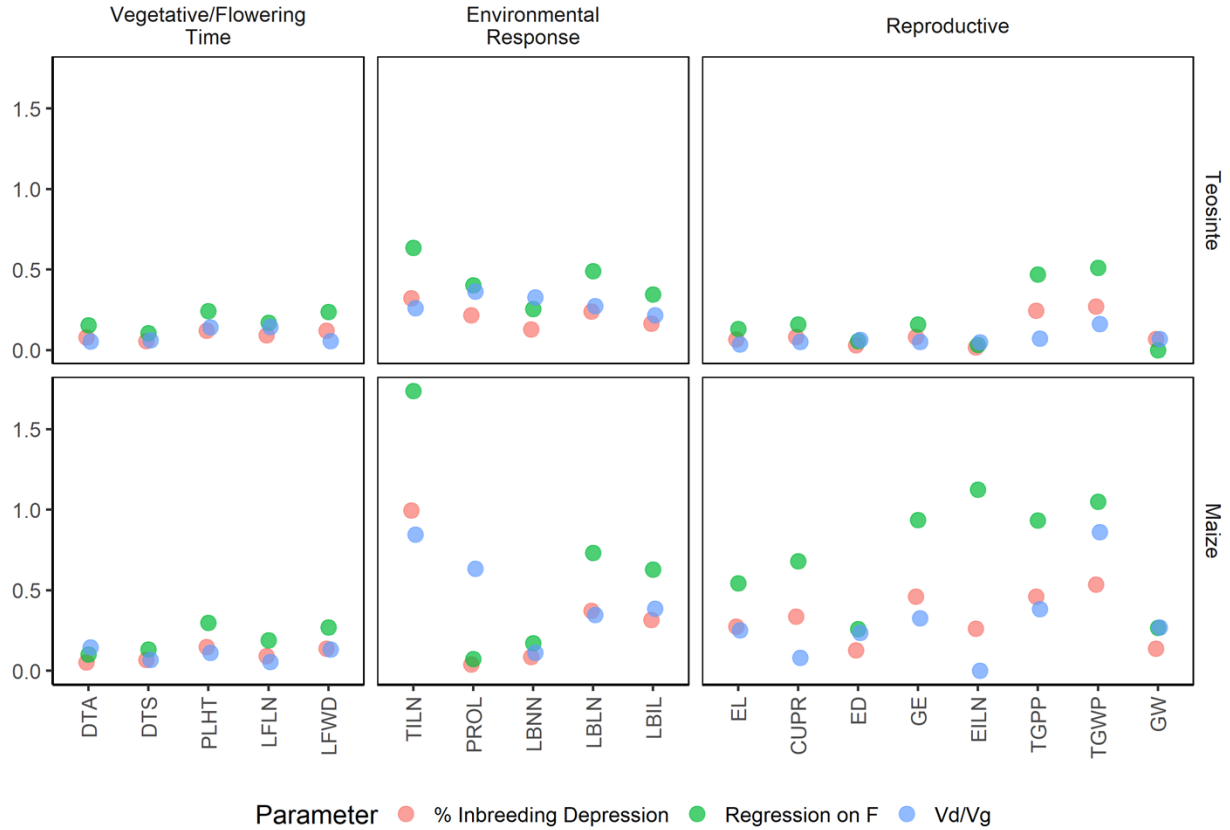 Vegetative/Flowering
Time
Environmental
Response
Reproductive
1.5
1.0
0.5
0.0
Teosinte
1.5
1.0
0.5
0.0
Maize
DTA
DTS
PLHT
LFLN
LFWD
TILN
PROL
LBNN
LBLN
LBIL
EL
CUPR
ED
GE
EILN
TGPP
TGWP
GW
Parameter % Inbreeding Depression Regression on F Vd/Vg